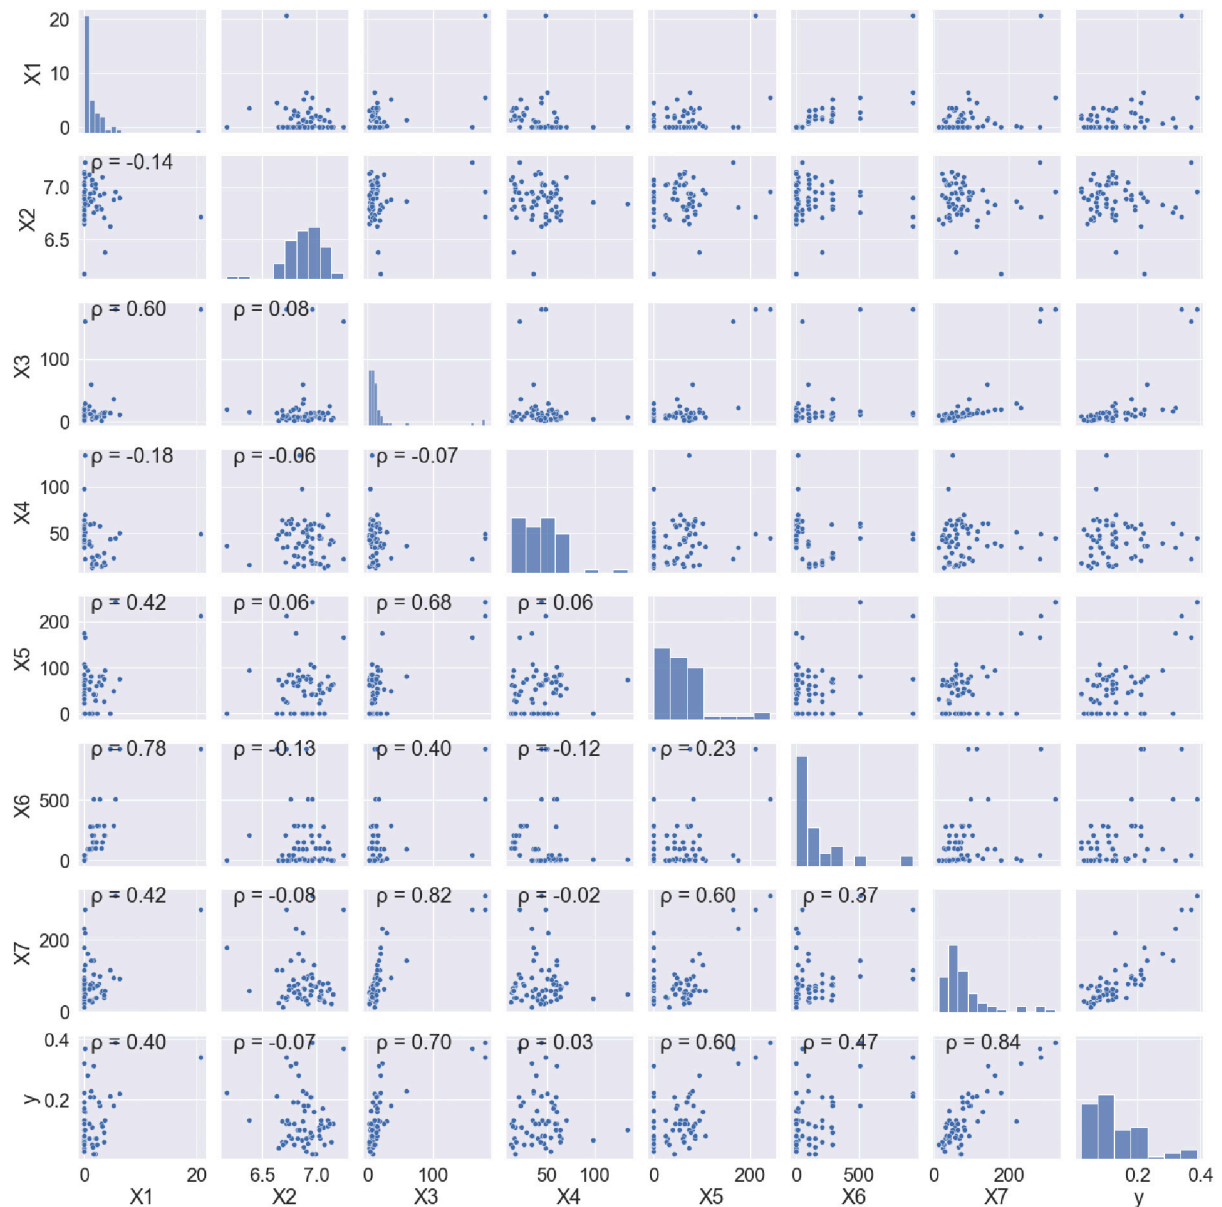 20
10
0
X1
ρ = -0.14
7.0
6.5
X2
ρ = 0.60 ρ = 0.08
100
0
X3
ρ = -0.18 ρ = -0.06 ρ = -0.07
100
50
X4
ρ = 0.42 ρ = 0.06 ρ = 0.68 ρ = 0.06
200
100
0
X5
ρ = 0.78 ρ = -0.13 ρ = 0.40 ρ = -0.12 ρ = 0.23
500
0
X6
ρ = 0.42 ρ = -0.08 ρ = 0.82 ρ = -0.02 ρ = 0.60 ρ = 0.37
200
0
X7
ρ = 0.40 ρ = -0.07 ρ = 0.70 ρ = 0.03 ρ = 0.60 ρ = 0.47 ρ = 0.84
0.4
0.2
y
0 20 6.5 7.0 0 100 0 50 100 0 200 0 500 0 200 0.2 0.4
X1 X2 X3 X4 X5 X6 X7 y